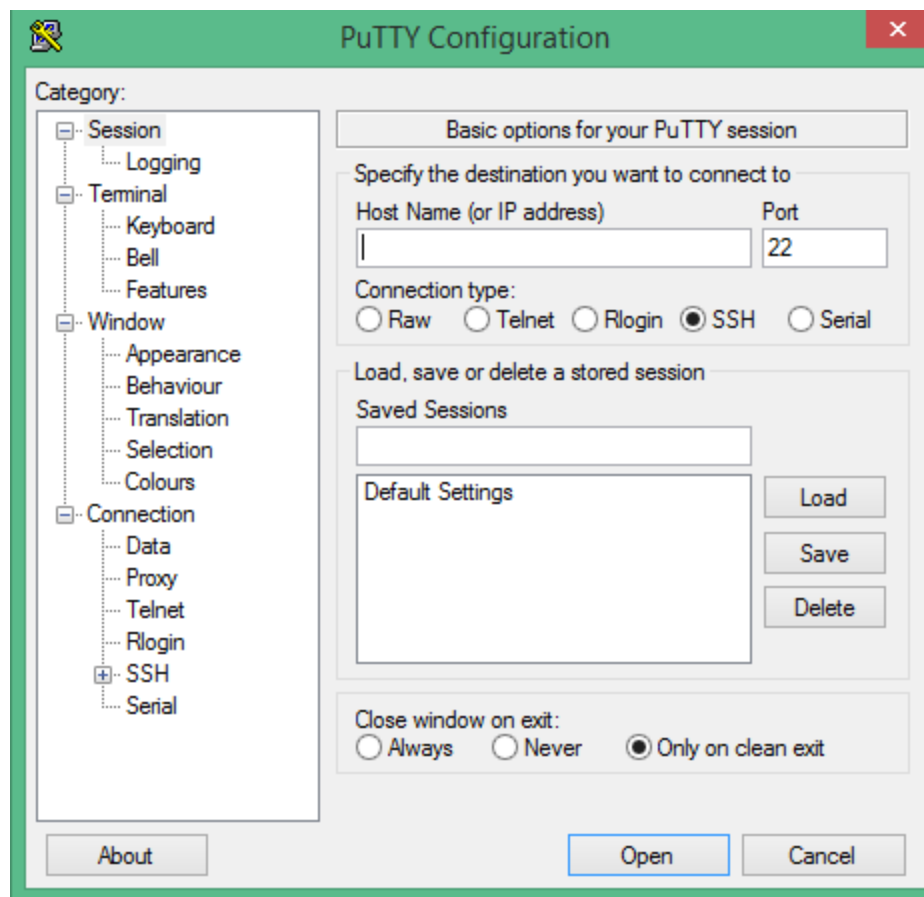 PuTTY Configuration
Category:
Session
Logging
Terminal
Keyboard
Bell
Features
Window
Appearance
Behaviour
Translation
Selection
Colours
Connection
Data
Proxy
Telnet
Rlogin
SSH
Serial
Basic options for your PuTTY session
Specify the destination you want to connect to
Host Name (or IP address) Port
22
Connection type:
Raw Telnet Rlogin SSH Serial
Load, save or delete a stored session
Saved Sessions
Default Settings
Load
Save
Delete
Close window on exit:
Always Never Only on clean exit
About Open Cancel